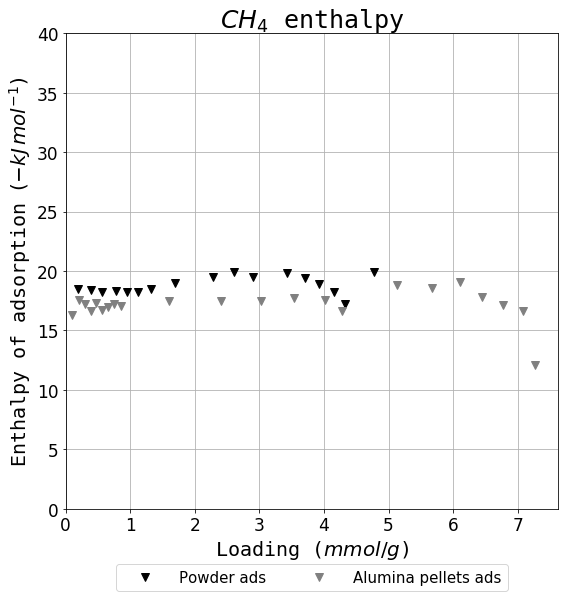 CH₄ enthalpy
40
35
30
25
20
15
10
5
0
Enthalpy of adsorption (−kJ mol⁻¹)
0 1 2 3 4 5 6 7
Loading (mmol/g)
Powder ads Alumina pellets ads